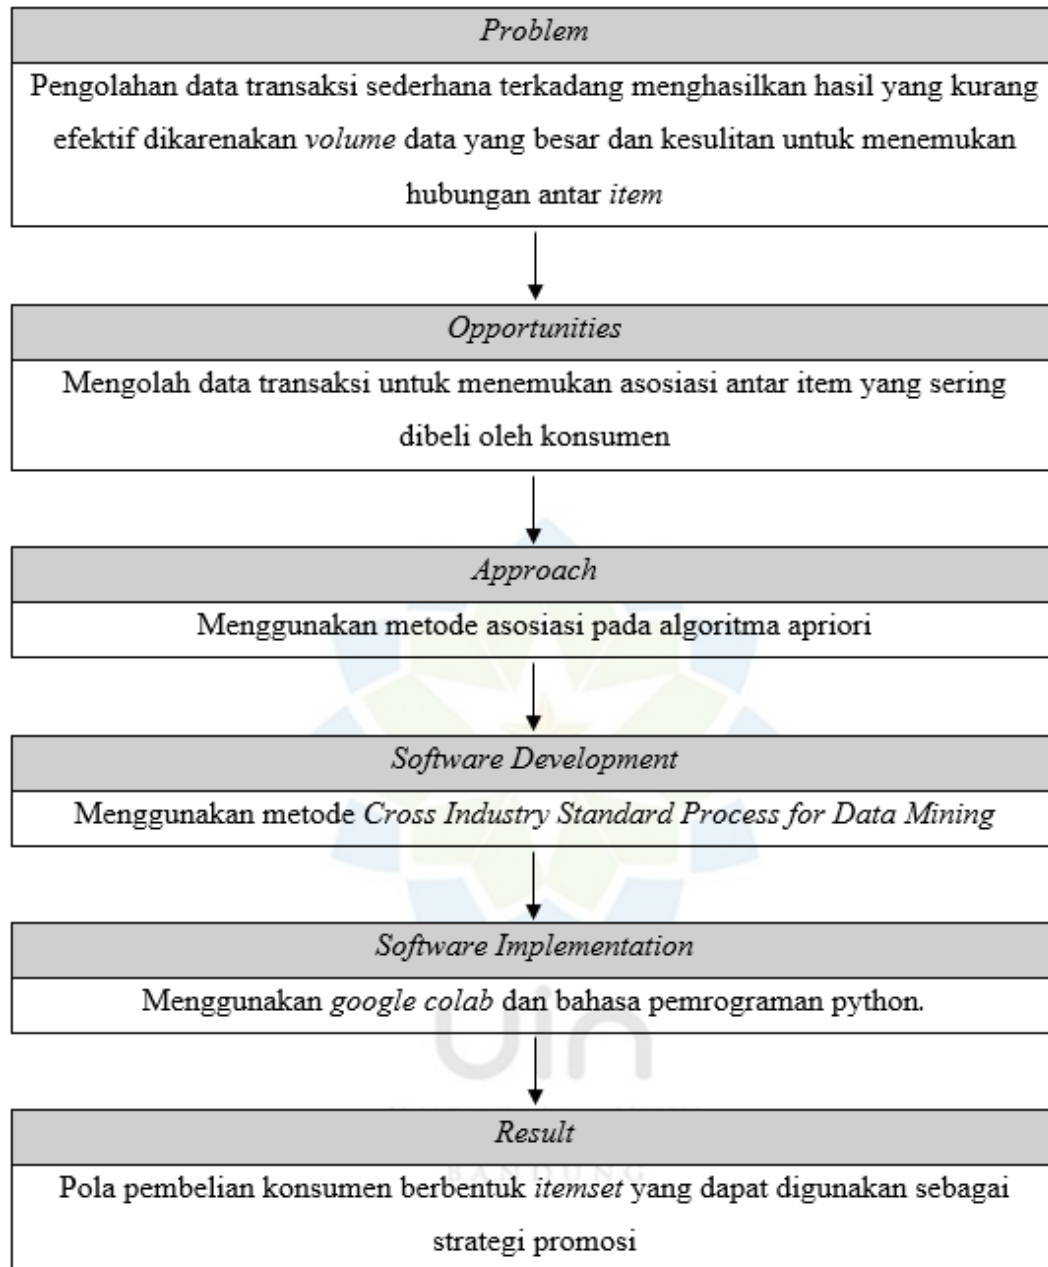 Problem
Pengolahan data transaksi sederhana terkadang menghasilkan hasil yang kurang
efektif dikarenakan volume data yang besar dan kesulitan untuk menemukan
hubungan antar item
Opportunities
Mengolah data transaksi untuk menemukan asosiasi antar item yang sering
dibeli oleh konsumen
Approach
Menggunakan metode asosiasi pada algoritma apriori
Software Development
Menggunakan metode Cross Industry Standard Process for Data Mining
Software Implementation
Menggunakan google colab dan bahasa pemrograman python.
uin
Result
BANDUNG
Pola pembelian konsumen berbentuk itemset yang dapat digunakan sebagai
strategi promosi